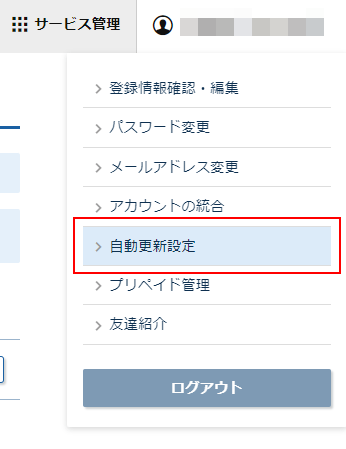 サービス管理
登録情報確認・編集
パスワード変更
メールアドレス変更
アカウントの統合
自動更新設定
プリペイド管理
友達紹介
ログアウト